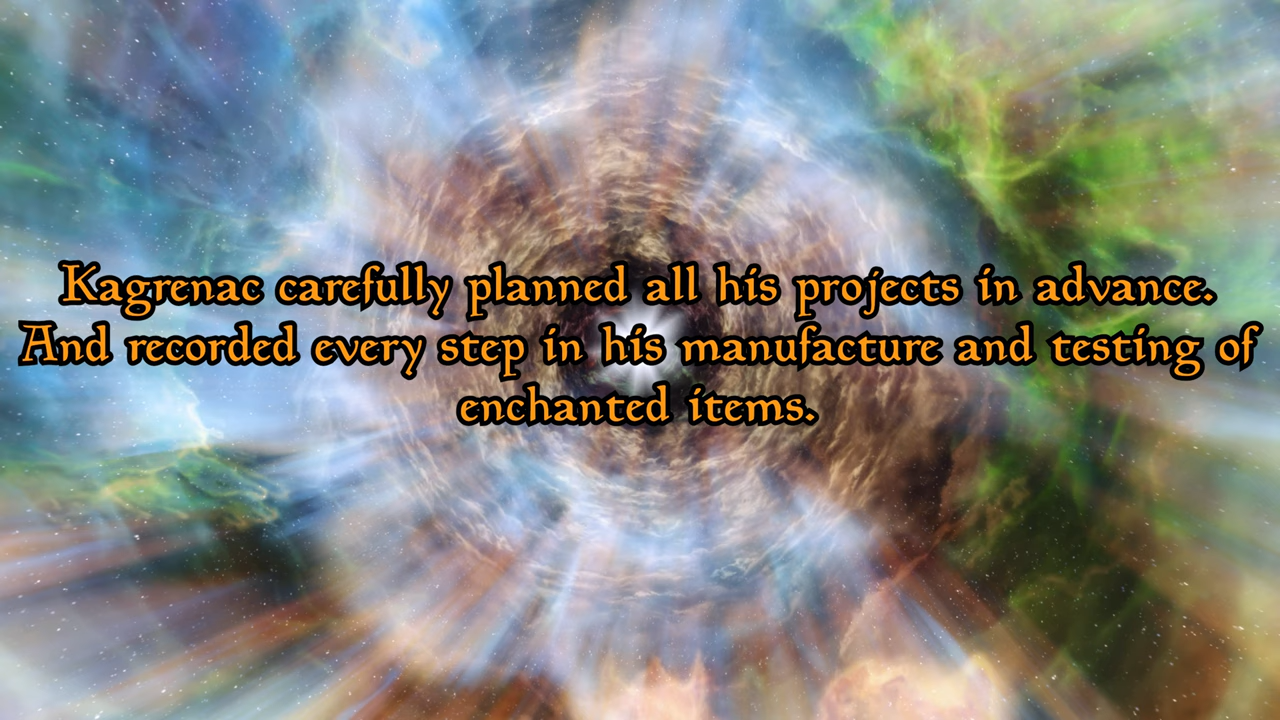 Kagrenac carefully planned all his projects in advance.
And recorded every step in his manufacture and testing of
enchanted items.